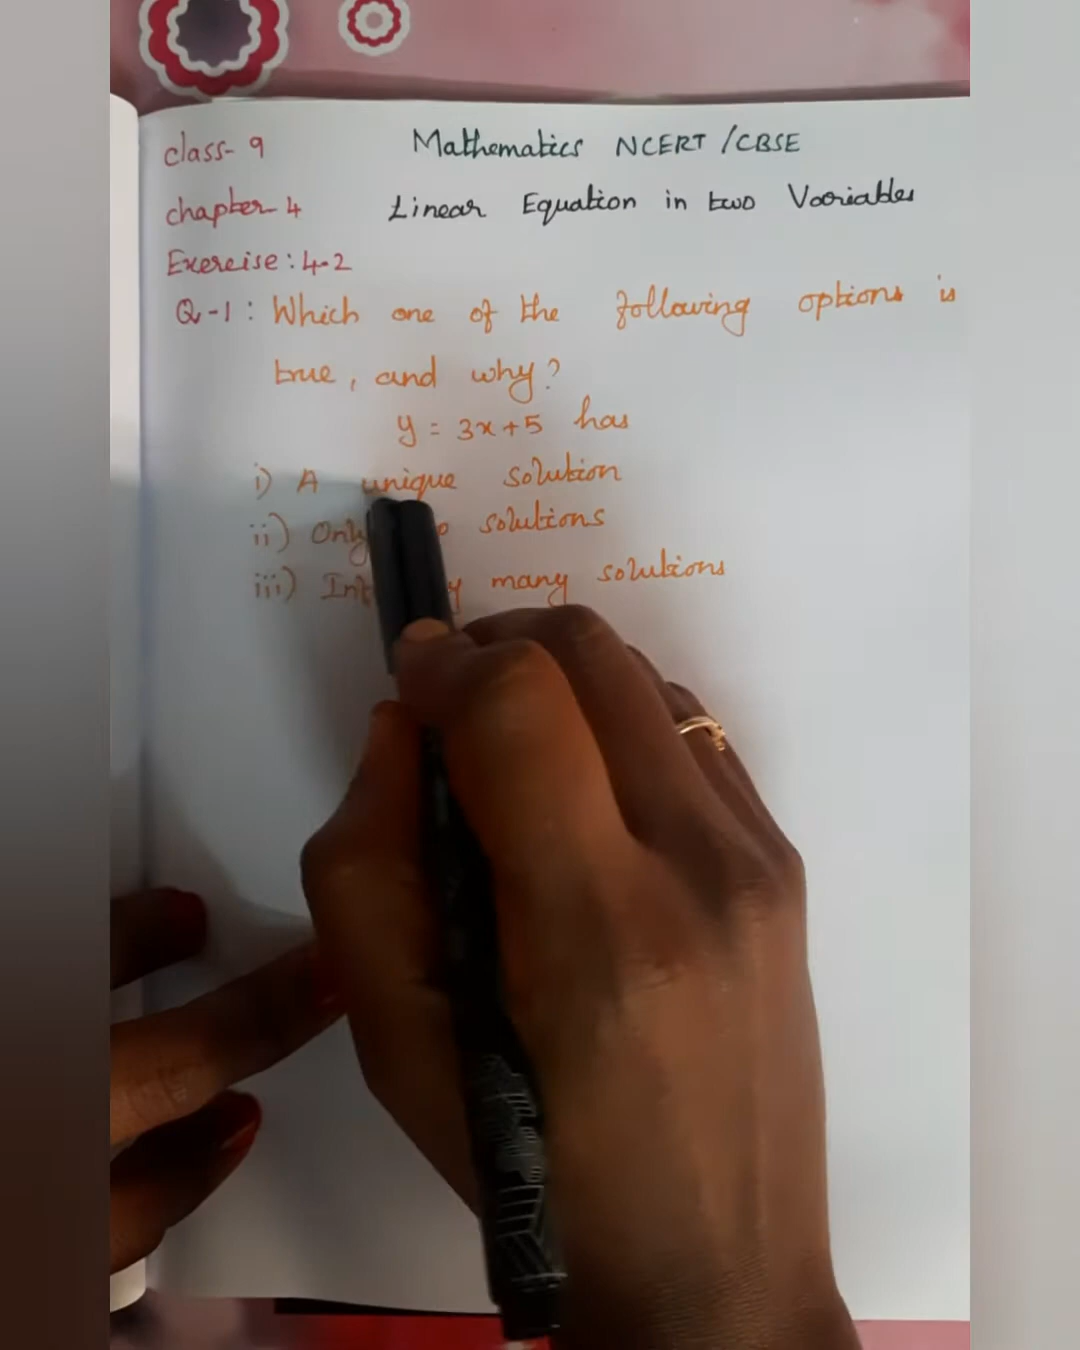 class- 9 Mathematics NCERT /CBSE
chapter- 4 Linear Equation in two Variables
Exercise: 4.2
Q-1: Which one of the following options is
true, and why?
y = 3x+5 has
i) A unique solution
ii) Only solutions
iii) many solutions